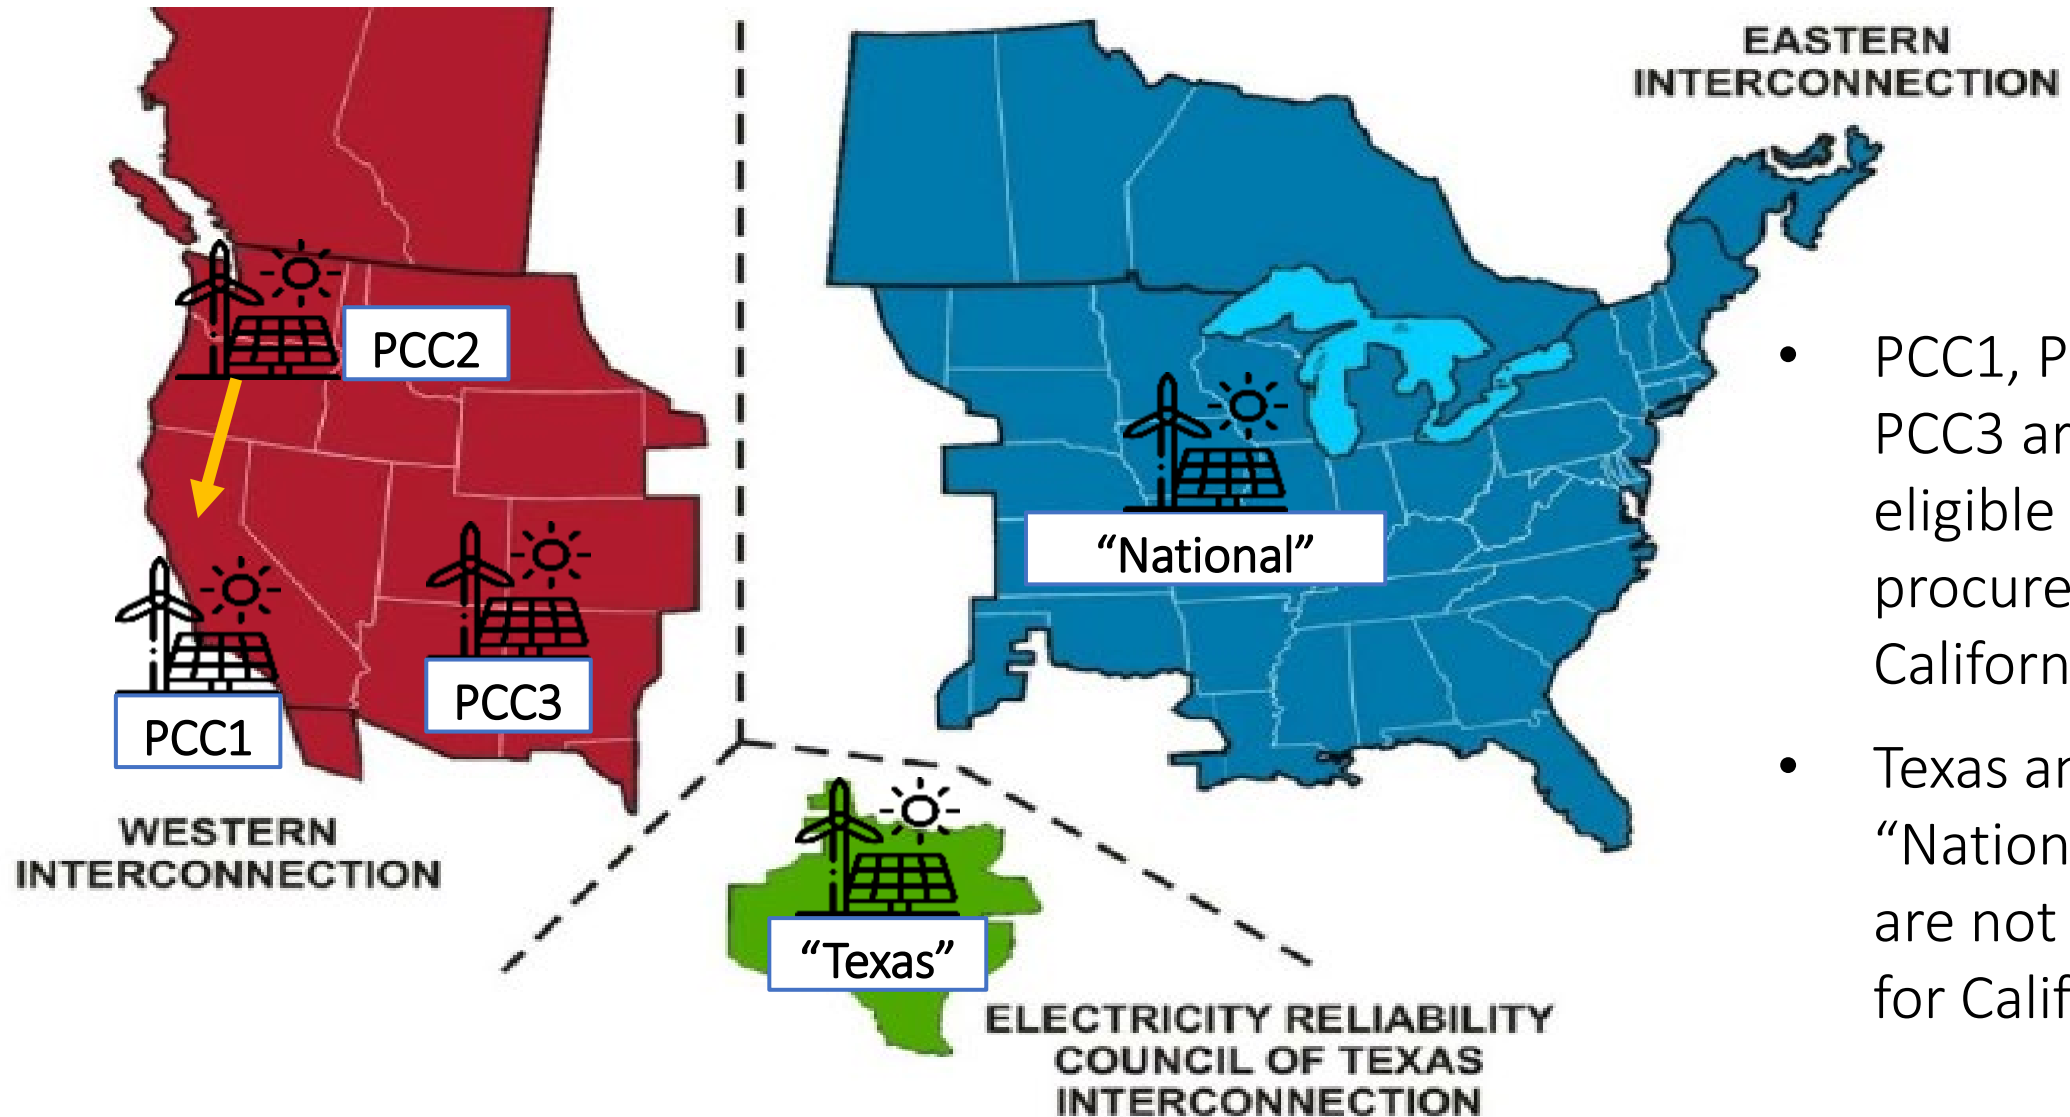 EASTERN
INTERCONNECTION
PCC2
PCC1
PCC3
“National”
“Texas”
WESTERN
INTERCONNECTION
ELECTRICITY RELIABILITY
COUNCIL OF TEXAS
INTERCONNECTION
• PCC1, P
PCC3 ar
eligible
procure
Californ
• Texas ar
“Nation
are not
for Calif